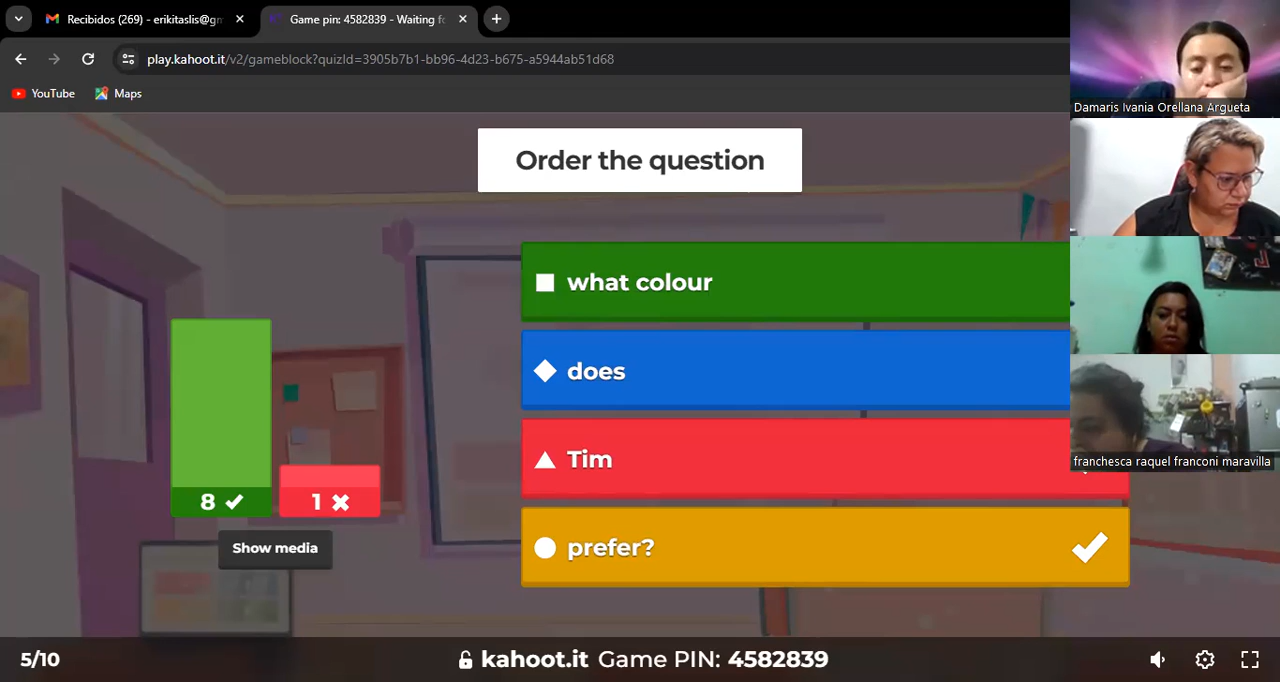 Recibidos (269) - erikitaslis@gm
Game pin: 4582839 - Waiting fo
play.kahoot.it/v2/gameblock?quizId=3905b7b1-bb96-4d23-b675-a5944ab51d68
YouTube
Maps
Order the question
what colour
does
Tim
prefer?
8
1
Show media
5/10
kahoot.it Game PIN: 4582839
Damaris Ivania Orellana Argueta
franchesca raquel franconi maravilla